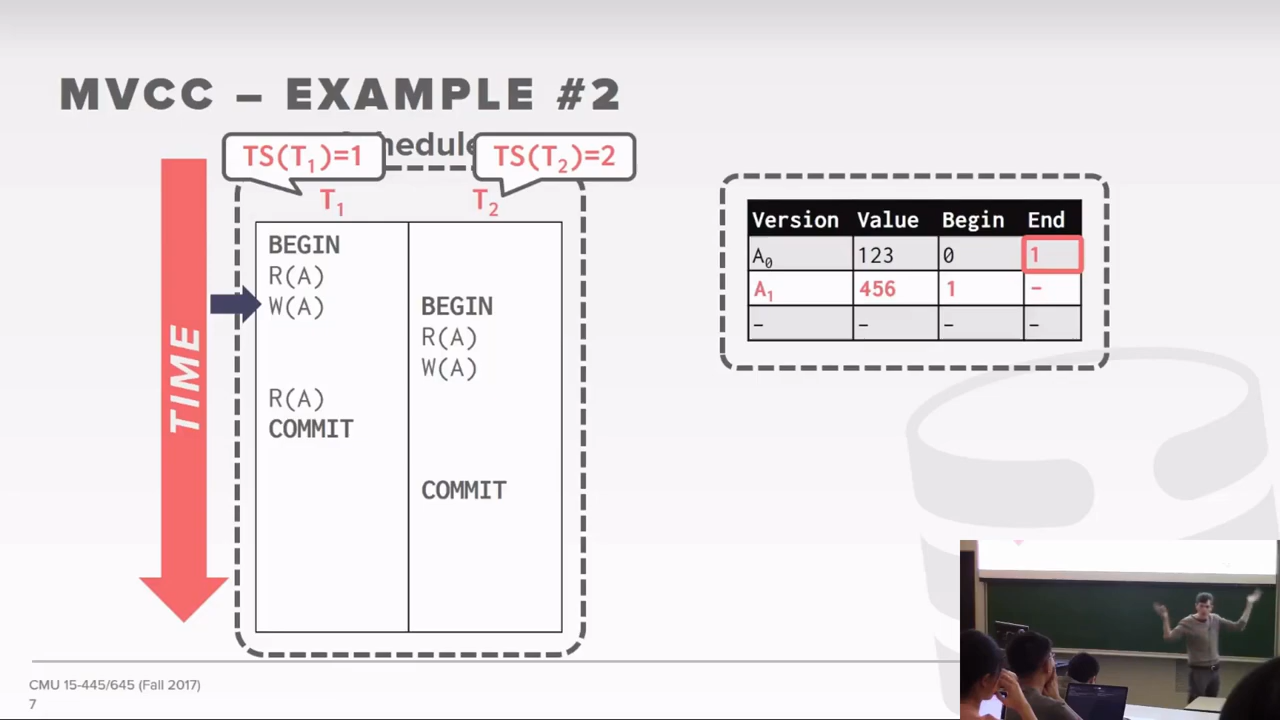 MVCC – EXAMPLE #2
hedule
TS(T1)=1
TS(T2)=2
T1
T2
TIME
BEGIN
R(A)
W(A)
R(A)
COMMIT
BEGIN
R(A)
W(A)
COMMIT
Version Value Begin End
A0 123 0 1
A1 456 1 –
– – – –
CMU 15-445/645 (Fall 2017)
7